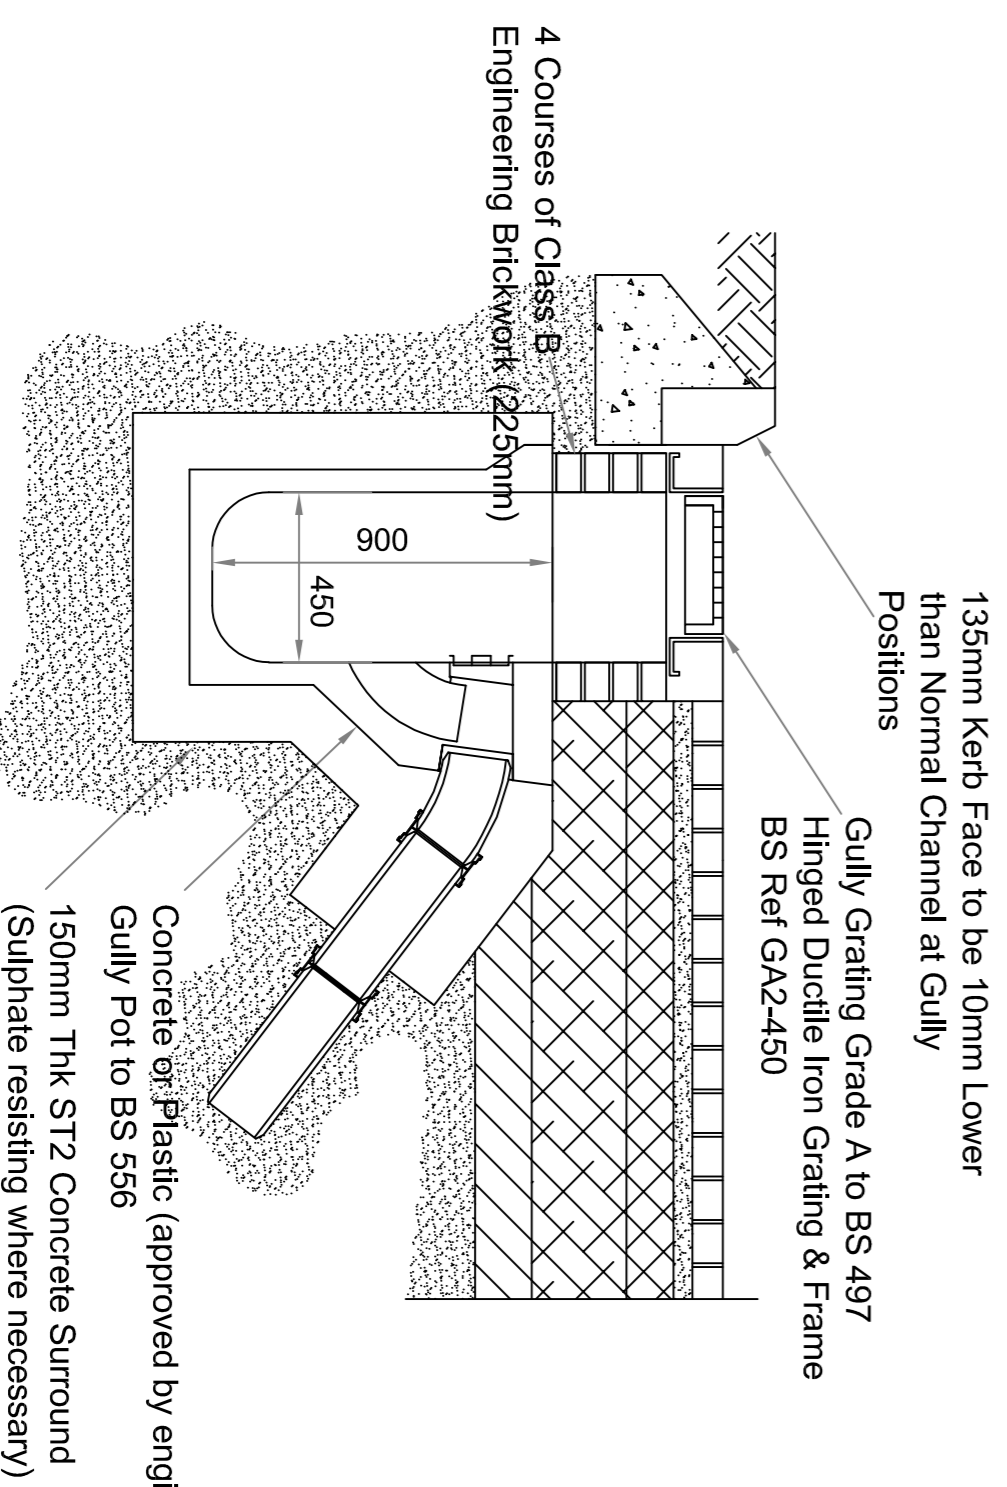 135mm Kerb Face to be 10mm Lower
than Normal Channel at Gully
Positions
Gully Grating Grade A to BS 497
Hinged Ductile Iron Grating & Frame
BS Ref GA2-450
4 Courses of Class B
Engineering Brickwork (225mm)
900
450
Concrete or Plastic (approved by engi
Gully Pot to BS 556
150mm Thk ST2 Concrete Surround
(Sulphate resisting where necessary)